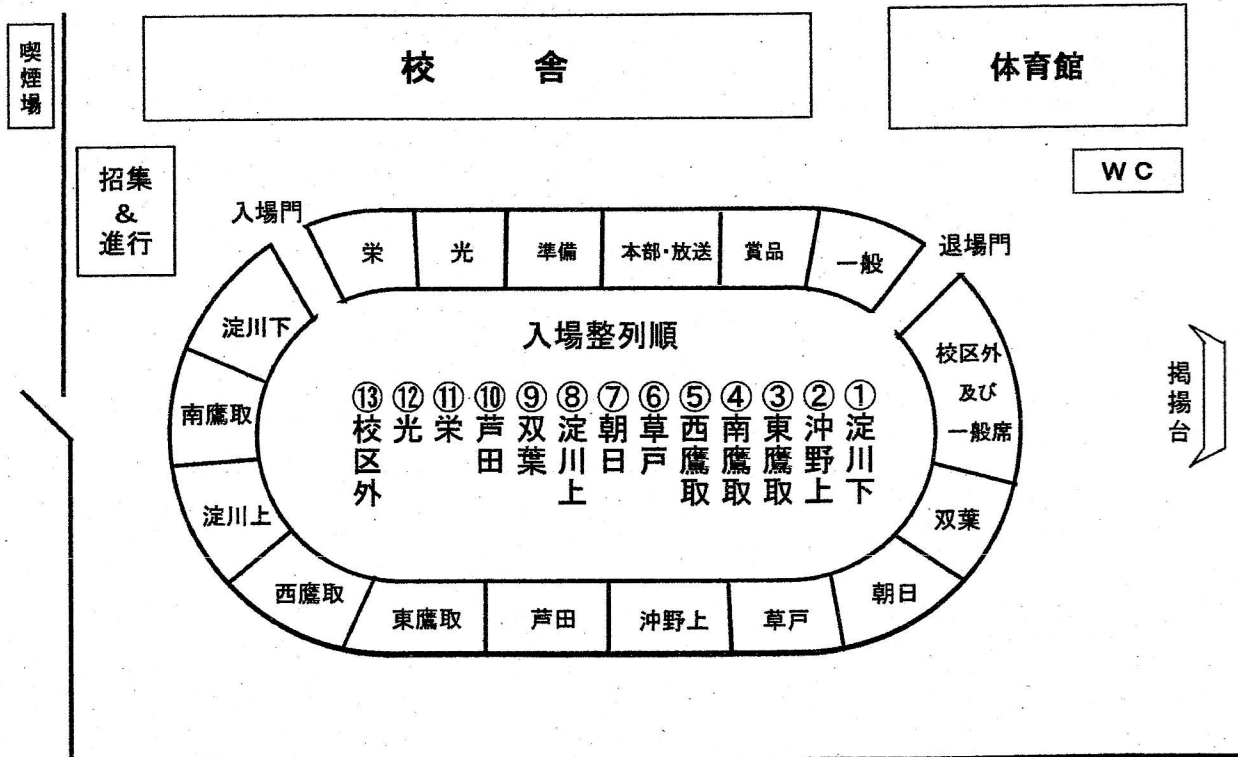 喫煙場
校舎
体育館
WC
招集
&
進行
入場門
栄
光
準備
本部・放送
賞品
一般
退場門
淀川下
南鷹取
淀川上
西鷹取
東鷹取
芦田
沖野上
草戸
朝日
双葉
校区外
及び
一般席
掲揚台
入場整列順
①淀川下
②沖野上
③東鷹取
④南鷹取
⑤西鷹取
⑥草戸
⑦朝日
⑧淀川上
⑨双葉
⑩芦田
⑪栄
⑫光
⑬校区外